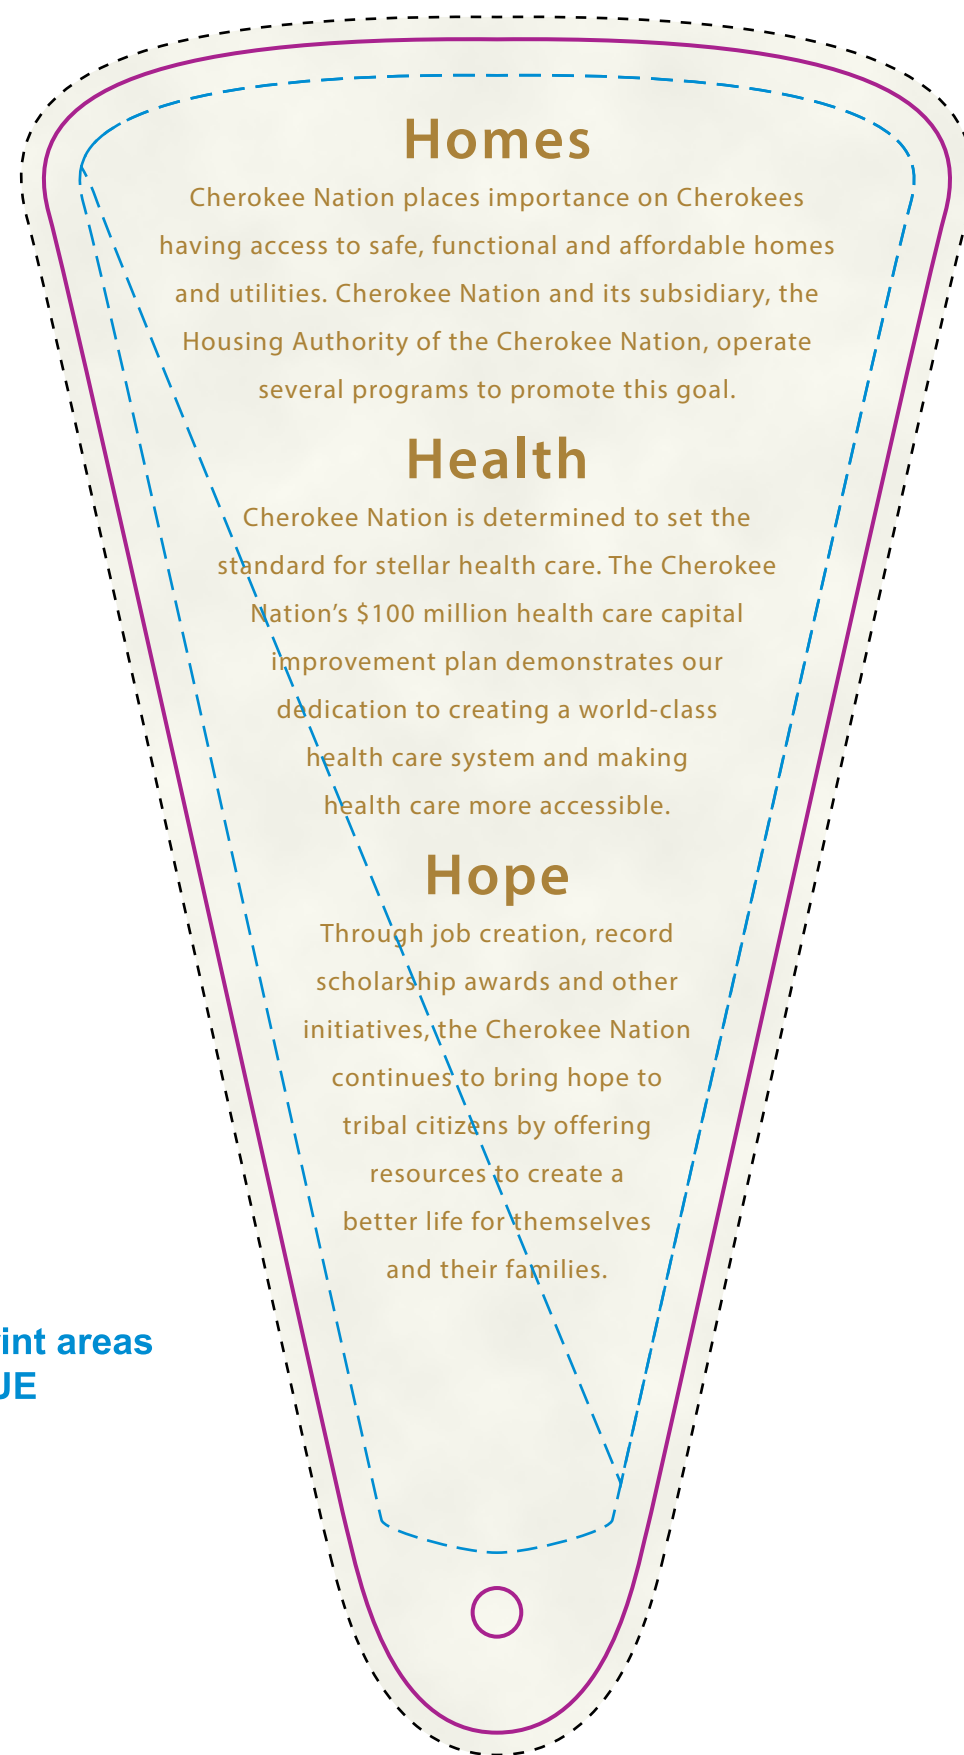 Homes
Cherokee Nation places importance on Cherokees
having access to safe, functional and affordable homes
and utilities. Cherokee Nation and its subsidiary, the
Housing Authority of the Cherokee Nation, operate
several programs to promote this goal.
Health
Cherokee Nation is determined to set the
standard for stellar health care. The Cherokee
Nation’s $100 million health care capital
improvement plan demonstrates our
dedication to creating a world-class
health care system and making
health care more accessible.
Hope
Through job creation, record
scholarship awards and other
initiatives, the Cherokee Nation
continues to bring hope to
tribal citizens by offering
resources to create a
better life for themselves
and their families.
areas